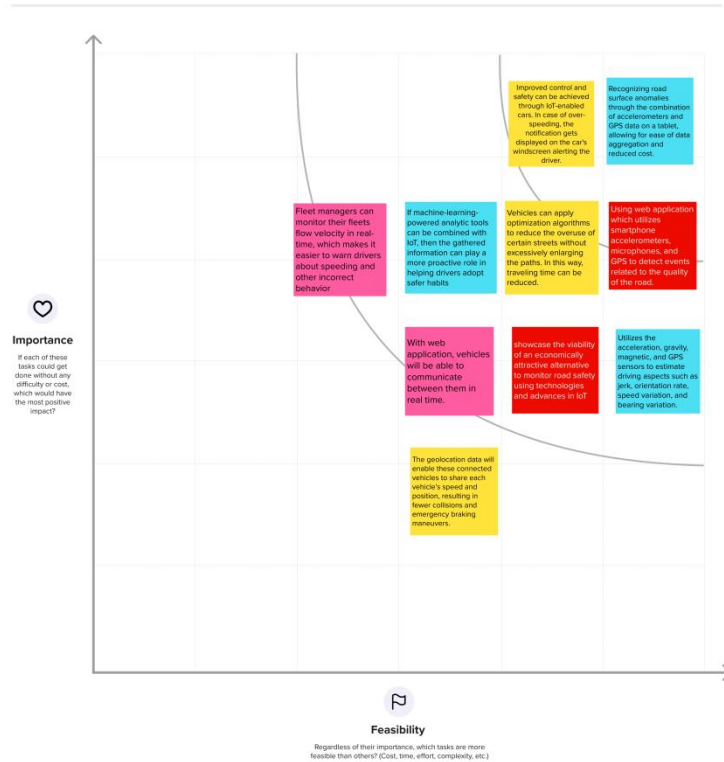 Improved control and
safety can be achieved
through IoT-enabled
cars. In case of over-
speeding, the
notification gets
displayed on the car's
windscreen alerting the
driver.
Recognizing road
surface anomalies
through the combination
of accelerometers and
GPS data on a tablet,
allowing for ease of data
aggregation and
reduced cost.
Fleet managers can
monitor their fleets
flow velocity in real-
time, which makes it
easier to warn drivers
about speeding and
other incorrect
behavior
If machine-learning-
powered analytic tools
can be combined with
IoT, then the gathered
information can play a
more proactive role in
helping drivers adopt
safer habits
Vehicles can apply
optimization algorithms
to reduce the overuse of
certain streets without
excessively enlarging
the paths. In this way,
traveling time can be
reduced.
Using web application
which utilizes
smartphone
accelerometers,
microphones, and
GPS to detect events
related to the quality
of the road.
Importance
If each of these
tasks could get
done without any
difficulty or cost,
which would have
the most positive
impact?
With web
application, vehicles
will be able to
communicate
between them in
real time.
showcase the viability
of an economically
attractive alternative
to monitor road safety
using technologies
and advances in IoT
Utilizes the
acceleration, gravity,
magnetic, and GPS
sensors to estimate
driving aspects such as
jerk, orientation rate,
speed variation, and
bearing variation.
The geolocation data will
enable these connected
vehicles to share each
vehicle's speed and
position, resulting in
fewer collisions and
emergency braking
maneuvers.
Feasibility
Regardless of their importance, which tasks are more
feasible than others? (Cost, time, effort, complexity, etc.)